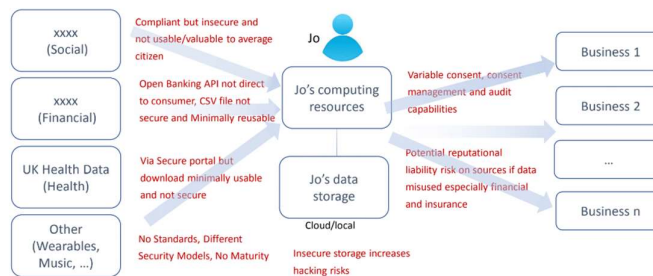 xxxx
(Social)
Compliant but insecure and
not usable/valuable to average
citizen
Jo
Business 1
xxxx
(Financial)
Open Banking API not direct
to consumer, CSV file not
secure and Minimally reusable
Jo's computing
resources
Variable consent, consent
management and audit
capabilities
Business 2
UK Health Data
(Health)
Via Secure portal but
download minimally usable
and not secure
Jo's data
storage
Cloud/local
Potential reputational
liability risk on sources if data
misused especially financial
and insurance
...
Business n
Other
(Wearables,
Music, ...)
No Standards, Different
Security Models, No Maturity
Insecure storage increases
hacking risks